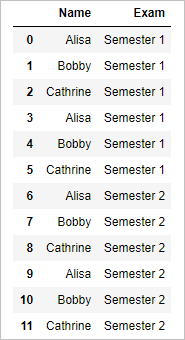 Name Exam
0 Alisa Semester 1
1 Bobby Semester 1
2 Cathrine Semester 1
3 Alisa Semester 1
4 Bobby Semester 1
5 Cathrine Semester 1
6 Alisa Semester 2
7 Bobby Semester 2
8 Cathrine Semester 2
9 Alisa Semester 2
10 Bobby Semester 2
11 Cathrine Semester 2